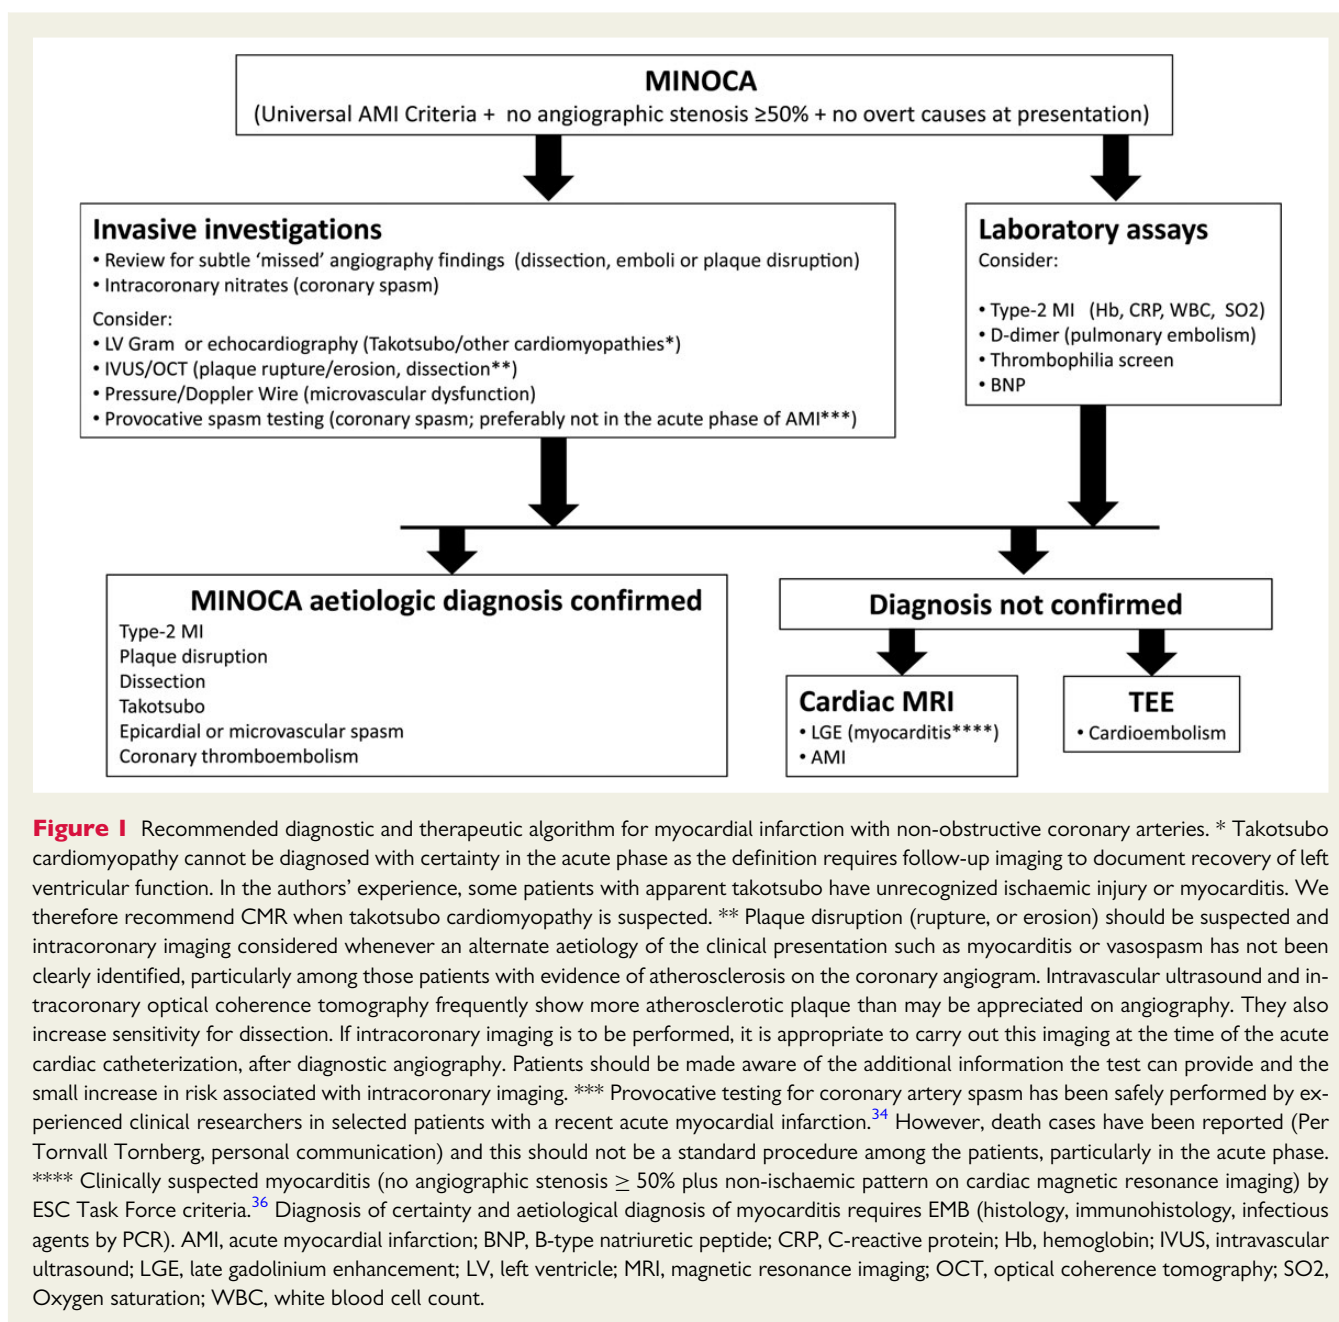 MINOCA
(Universal AMI Criteria + no angiographic stenosis ≥50% + no overt causes at presentation)
Invasive investigations
• Review for subtle ‘missed’ angiography findings (dissection, emboli or plaque disruption)
• Intracoronary nitrates (coronary spasm)
Consider:
• LV Gram or echocardiography (Takotsubo/other cardiomyopathies*)
• IVUS/OCT (plaque rupture/erosion, dissection**)
• Pressure/Doppler Wire (microvascular dysfunction)
• Provocative spasm testing (coronary spasm; preferably not in the acute phase of AMI***)
Laboratory assays
Consider:
• Type-2 MI (Hb, CRP, WBC, SO2)
• D-dimer (pulmonary embolism)
• Thrombophilia screen
• BNP
MINOCA aetiologic diagnosis confirmed
Type-2 MI
Plaque disruption
Dissection
Takotsubo
Epicardial or microvascular spasm
Coronary thromboembolism
Diagnosis not confirmed
Cardiac MRI
• LGE (myocarditis****)
• AMI
TEE
• Cardioembolism
Figure 1 Recommended diagnostic and therapeutic algorithm for myocardial infarction with non-obstructive coronary arteries. * Takotsubo
cardiomyopathy cannot be diagnosed with certainty in the acute phase as the definition requires follow-up imaging to document recovery of left
ventricular function. In the authors’ experience, some patients with apparent takotsubo have unrecognized ischaemic injury or myocarditis. We
therefore recommend CMR when takotsubo cardiomyopathy is suspected. ** Plaque disruption (rupture, or erosion) should be suspected and
intracoronary imaging considered whenever an alternate aetiology of the clinical presentation such as myocarditis or vasospasm has not been
clearly identified, particularly among those patients with evidence of atherosclerosis on the coronary angiogram. Intravascular ultrasound and in-
tracoronary optical coherence tomography frequently show more atherosclerotic plaque than may be appreciated on angiography. They also
increase sensitivity for dissection. If intracoronary imaging is to be performed, it is appropriate to carry out this imaging at the time of the acute
cardiac catheterization, after diagnostic angiography. Patients should be made aware of the additional information the test can provide and the
small increase in risk associated with intracoronary imaging. *** Provocative testing for coronary artery spasm has been safely performed by ex-
perienced clinical researchers in selected patients with a recent acute myocardial infarction.34 However, death cases have been reported (Per
Tornvall Tornberg, personal communication) and this should not be a standard procedure among the patients, particularly in the acute phase.
**** Clinically suspected myocarditis (no angiographic stenosis ≥ 50% plus non-ischaemic pattern on cardiac magnetic resonance imaging) by
ESC Task Force criteria.36 Diagnosis of certainty and aetiological diagnosis of myocarditis requires EMB (histology, immunohistology, infectious
agents by PCR). AMI, acute myocardial infarction; BNP, B-type natriuretic peptide; CRP, C-reactive protein; Hb, hemoglobin; IVUS, intravascular
ultrasound; LGE, late gadolinium enhancement; LV, left ventricle; MRI, magnetic resonance imaging; OCT, optical coherence tomography; SO2,
Oxygen saturation; WBC, white blood cell count.